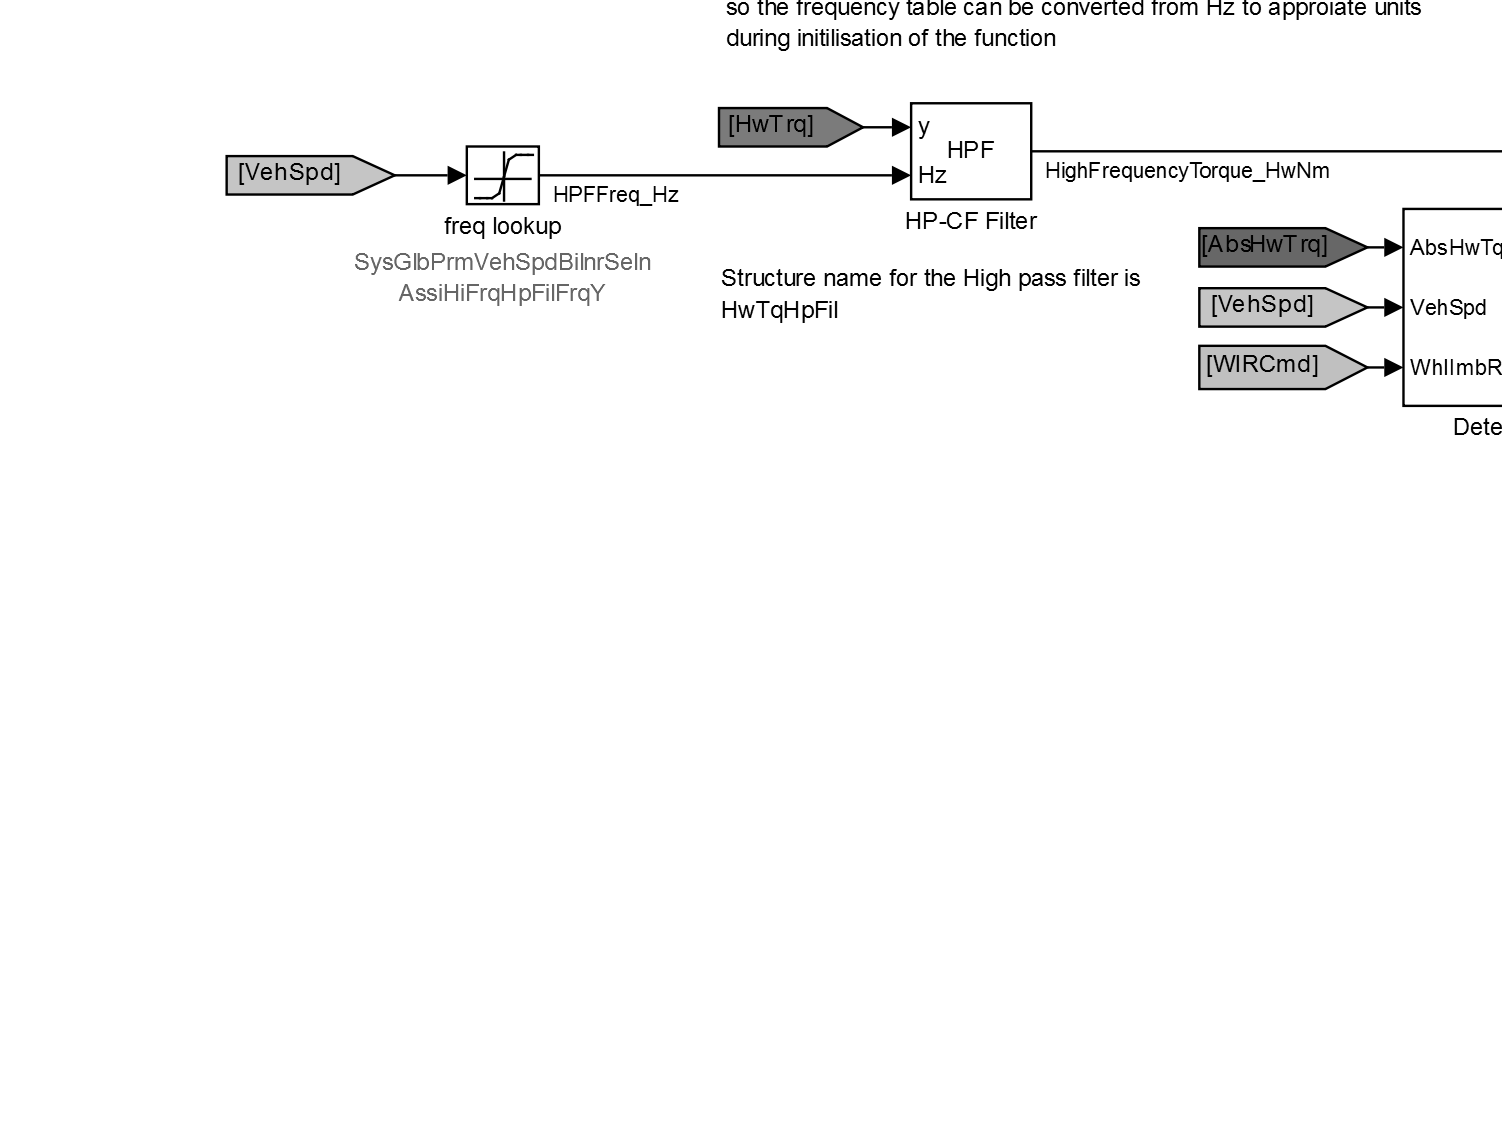 so the frequency table can be converted from Hz to approiate units
during initilisation of the function
[HwTrq]
y
HPF
Hz
HP-CF Filter
[VehSpd]
freq lookup
HPFFreq_Hz
SysGlbPrmVehSpdBilnrSeln
AssiHiFrqHpFilFrqY
HighFrequencyTorque_HwNm
Structure name for the High pass filter is
HwTqHpFil
[AbsHwTrq]
AbsHwTq
[VehSpd]
VehSpd
[WIRCmd]
WhlImbR
Dete